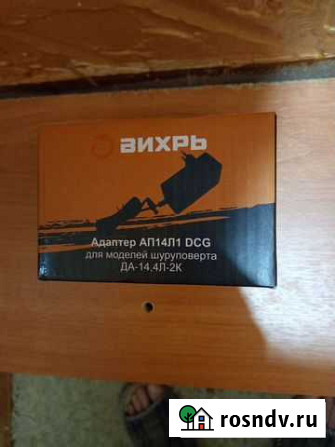 ВИХРЬ
Адаптер АП14Л1 DCG
для моделей шуруповерта
ДА-14,4Л-2К
rosndv.ru